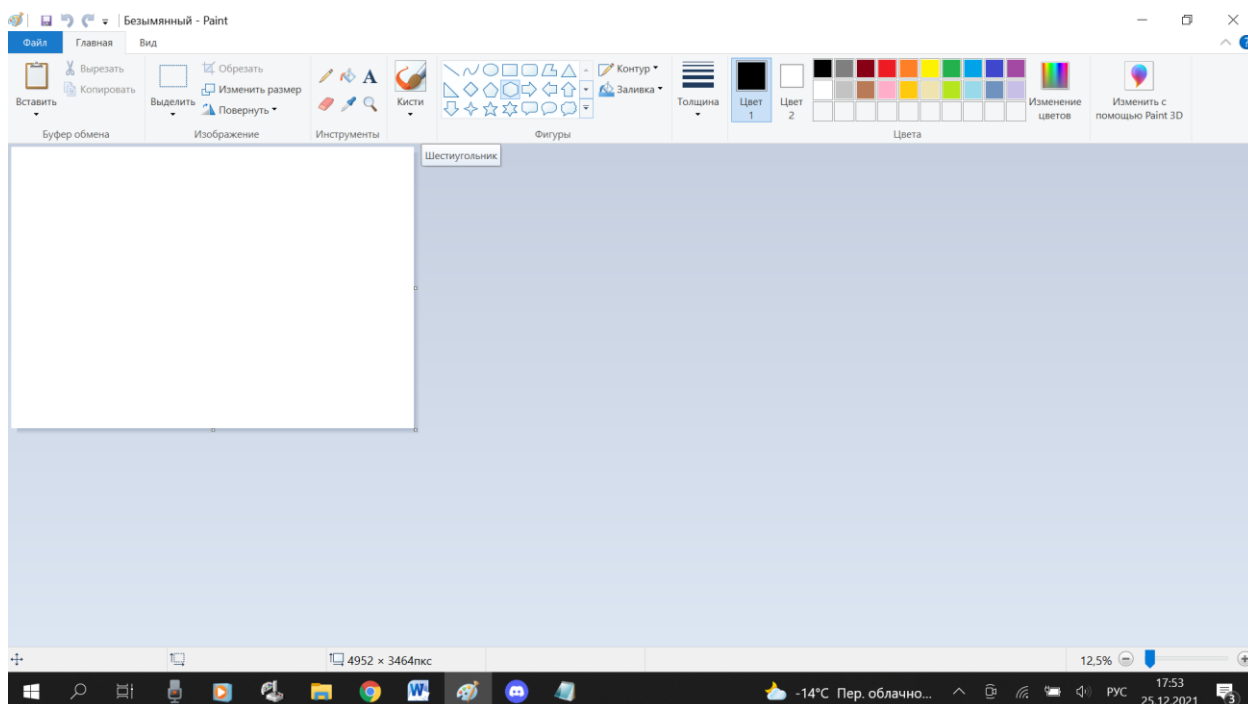 Безымянный - Paint
Файл Главная Вид
Вставить
Вырезать
Копировать
Буфер обмена
Выделить
Обрезать
Изменить размер
Повернуть
Изображение
A
Инструменты
Кисти
Контур
Заливка
Фигуры
Толщина
Цвет 1
Цвет 2
Цвета
Изменение цветов
Изменить с помощью Paint 3D
Шестиугольник
4952 × 3464пкс
12,5%
-14°C Пер. облачно...
РУС
17:53
25.12.2021
3